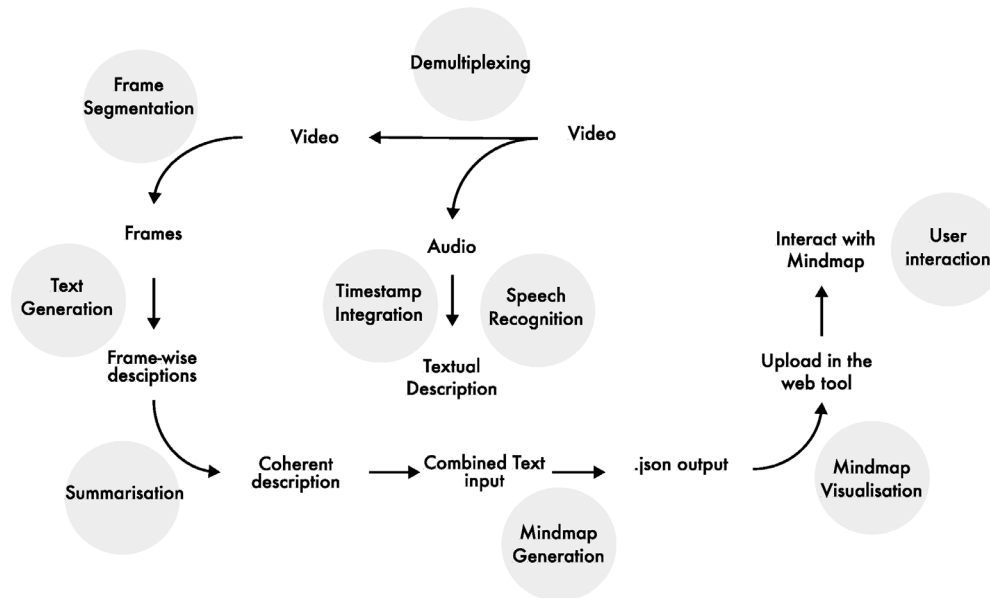 Demultiplexing
Frame
Segmentation
Video
Video
Frames
Audio
Interact with
Mindmap
User
interaction
Text
Generation
Timestamp
Integration
Speech
Recognition
Frame-wise
desciptions
Textual
Description
Upload in the
web tool
Summarisation
Coherent
description
Combined Text
input
.json output
Mindmap
Visualisation
Mindmap
Generation